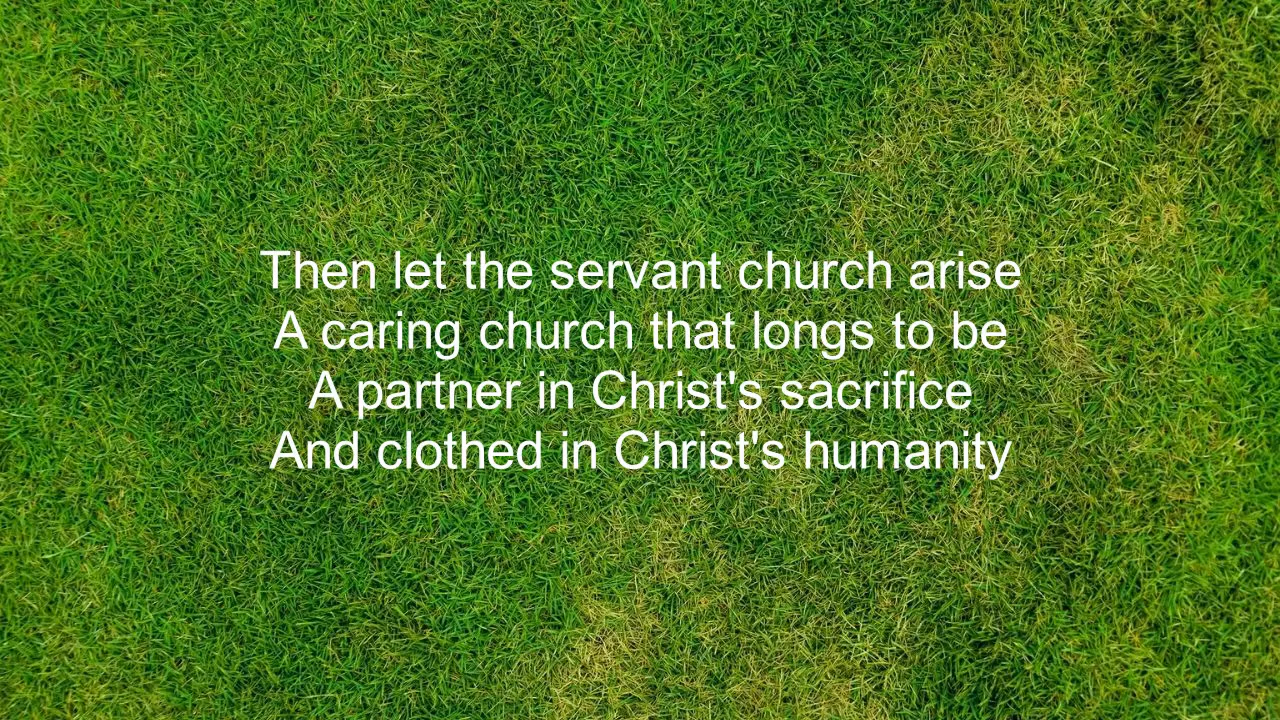 Then let the servant church arise
A caring church that longs to be
A partner in Christ's sacrifice
And clothed in Christ's humanity